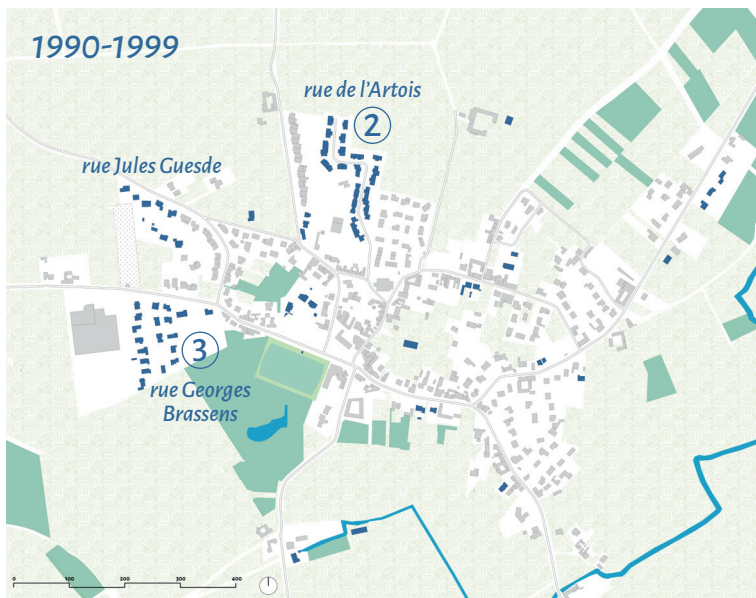 1990-1999
rue de l'Artois
2
rue Jules Guesde
3
rue Georges
Brassens
0 100 200 300 400